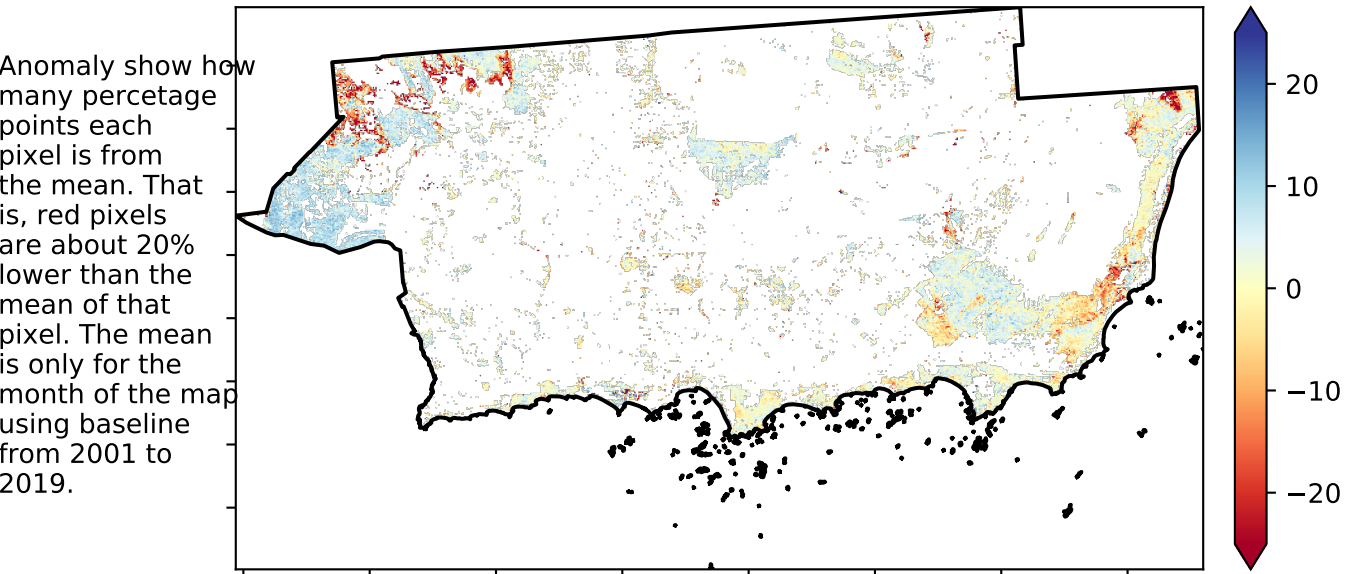 Anomaly show how
many percetage
points each
pixel is from
the mean. That
is, red pixels
are about 20%
lower than the
mean of that
pixel. The mean
is only for the
month of the map
using baseline
from 2001 to
2019.
20
10
0
−10
−20